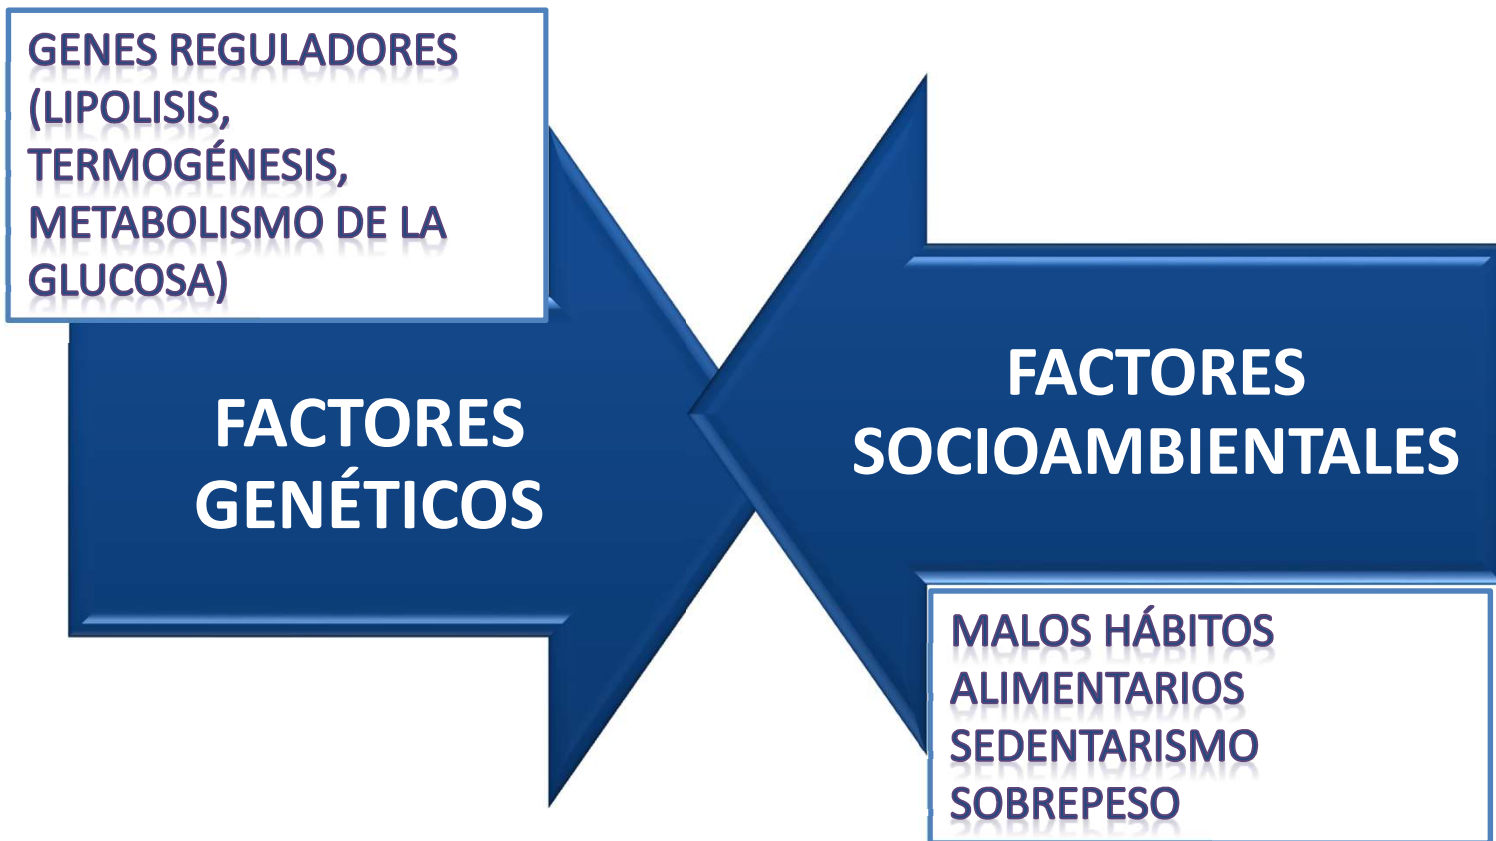 GENES REGULADORES
(LIPOLISIS,
TERMOGÉNESIS,
METABOLISMO DE LA
GLUCOSA)
FACTORES
GENÉTICOS
FACTORES
SOCIOAMBIENTALES
MALOS HÁBITOS
ALIMENTARIOS
SEDENTARISMO
SOBREPESO